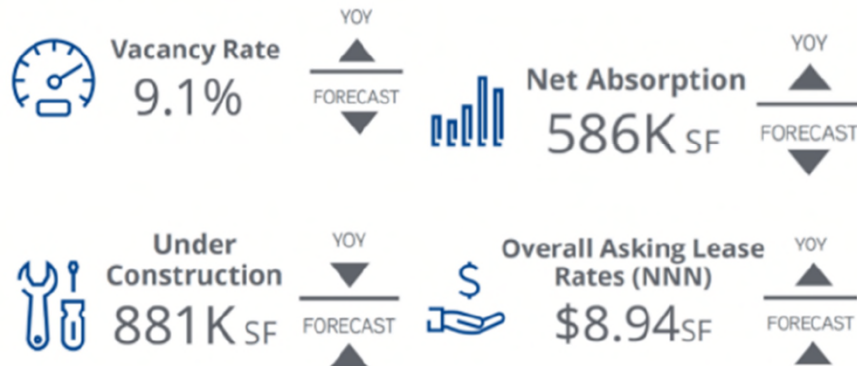 Vacancy Rate
9.1%
YOY
FORECAST
Net Absorption
586K SF
YOY
FORECAST
Under
Construction
881K SF
YOY
FORECAST
Overall Asking Lease
Rates (NNN)
$
$8.94SF
YOY
FORECAST